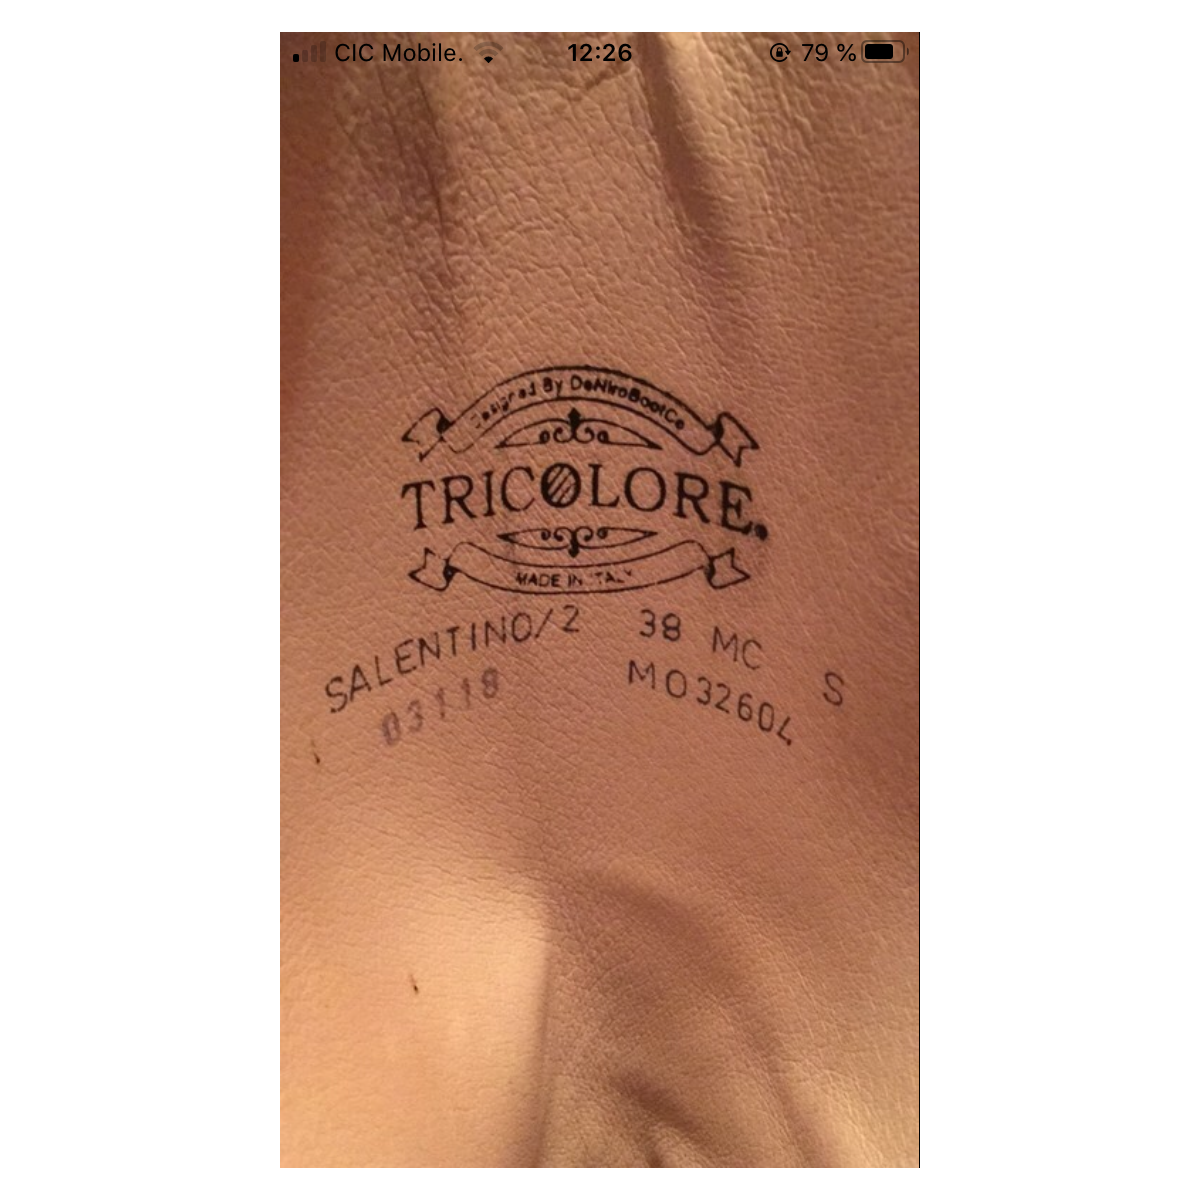 CIC Mobile. 12:26 79 %
Designed By DeNiroBootCo
TRICOLORE.
MADE IN ITALY
SALENTINO/2 38 MC S
03118 MO32604